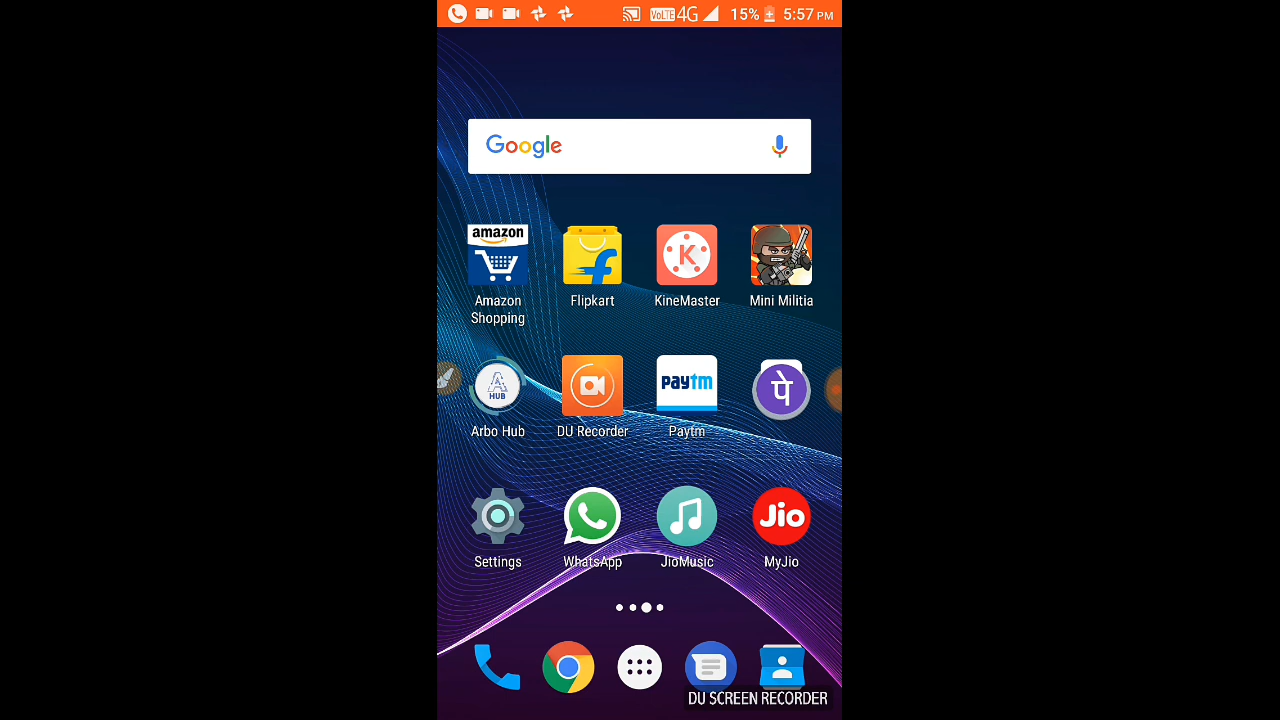 VoLTE 4G 15% 5:57 PM
Google
amazon
Amazon
Shopping
Flipkart
K
KineMaster
Mini Militia
A
HUB
Arbo Hub
DU Recorder
paytm
Paytm
पे
Settings
WhatsApp
JioMusic
Jio
MyJio
DU SCREEN RECORDER